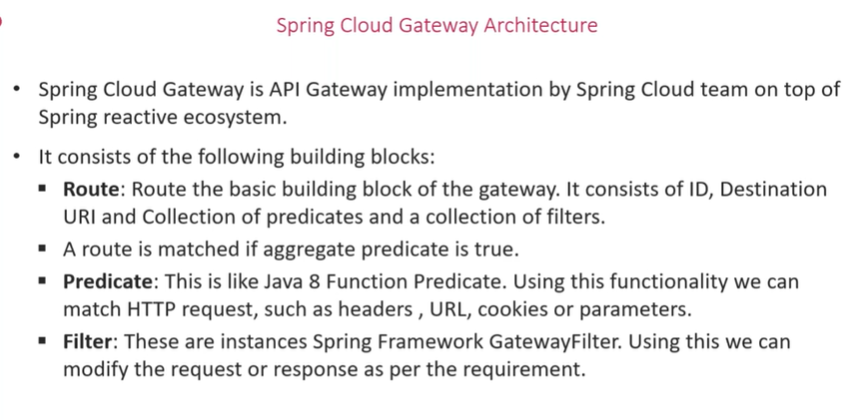 Spring Cloud Gateway Architecture
• Spring Cloud Gateway is API Gateway implementation by Spring Cloud team on top of
Spring reactive ecosystem.
• It consists of the following building blocks:
▪ Route: Route the basic building block of the gateway. It consists of ID, Destination
URI and Collection of predicates and a collection of filters.
▪ A route is matched if aggregate predicate is true.
▪ Predicate: This is like Java 8 Function Predicate. Using this functionality we can
match HTTP request, such as headers , URL, cookies or parameters.
▪ Filter: These are instances Spring Framework GatewayFilter. Using this we can
modify the request or response as per the requirement.